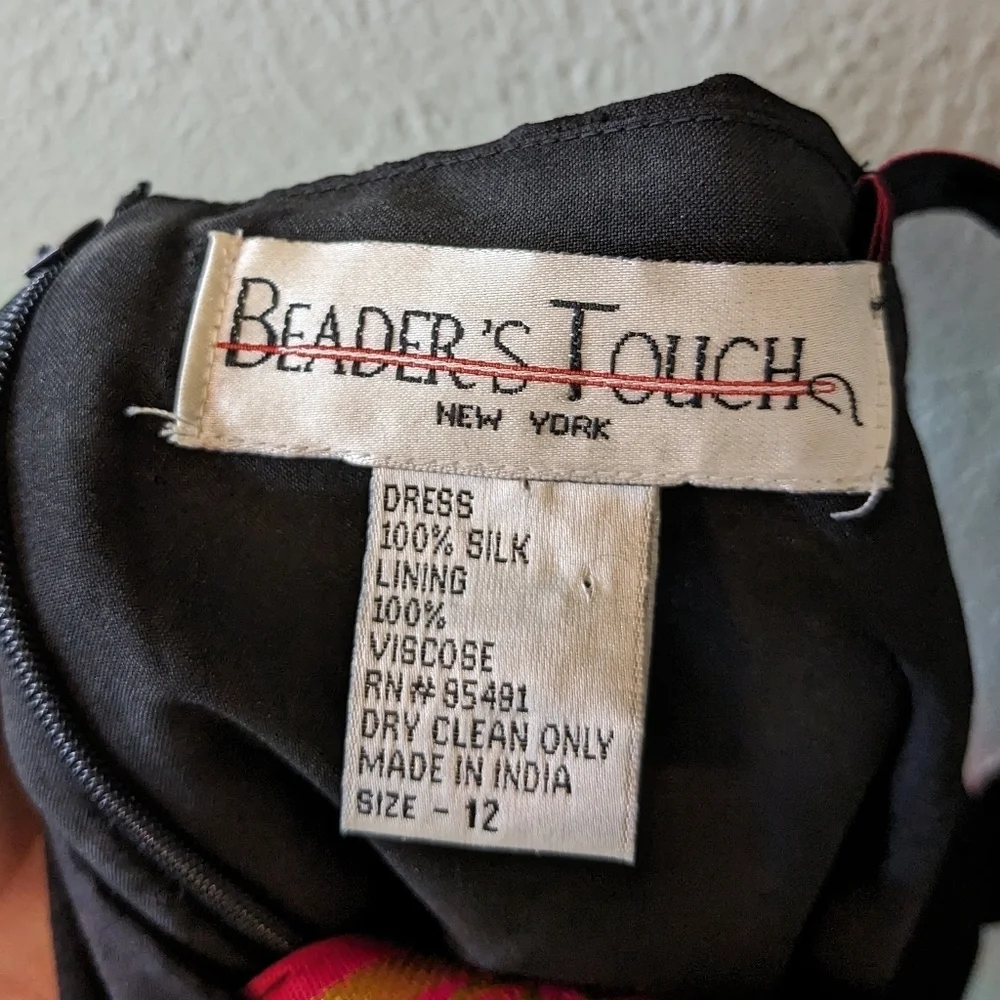 BEADER'S TOUCH
NEW YORK
DRESS
100% SILK
LINING
100%
VISCOSE
RN# 85491
DRY CLEAN ONLY
MADE IN INDIA
SIZE - 12